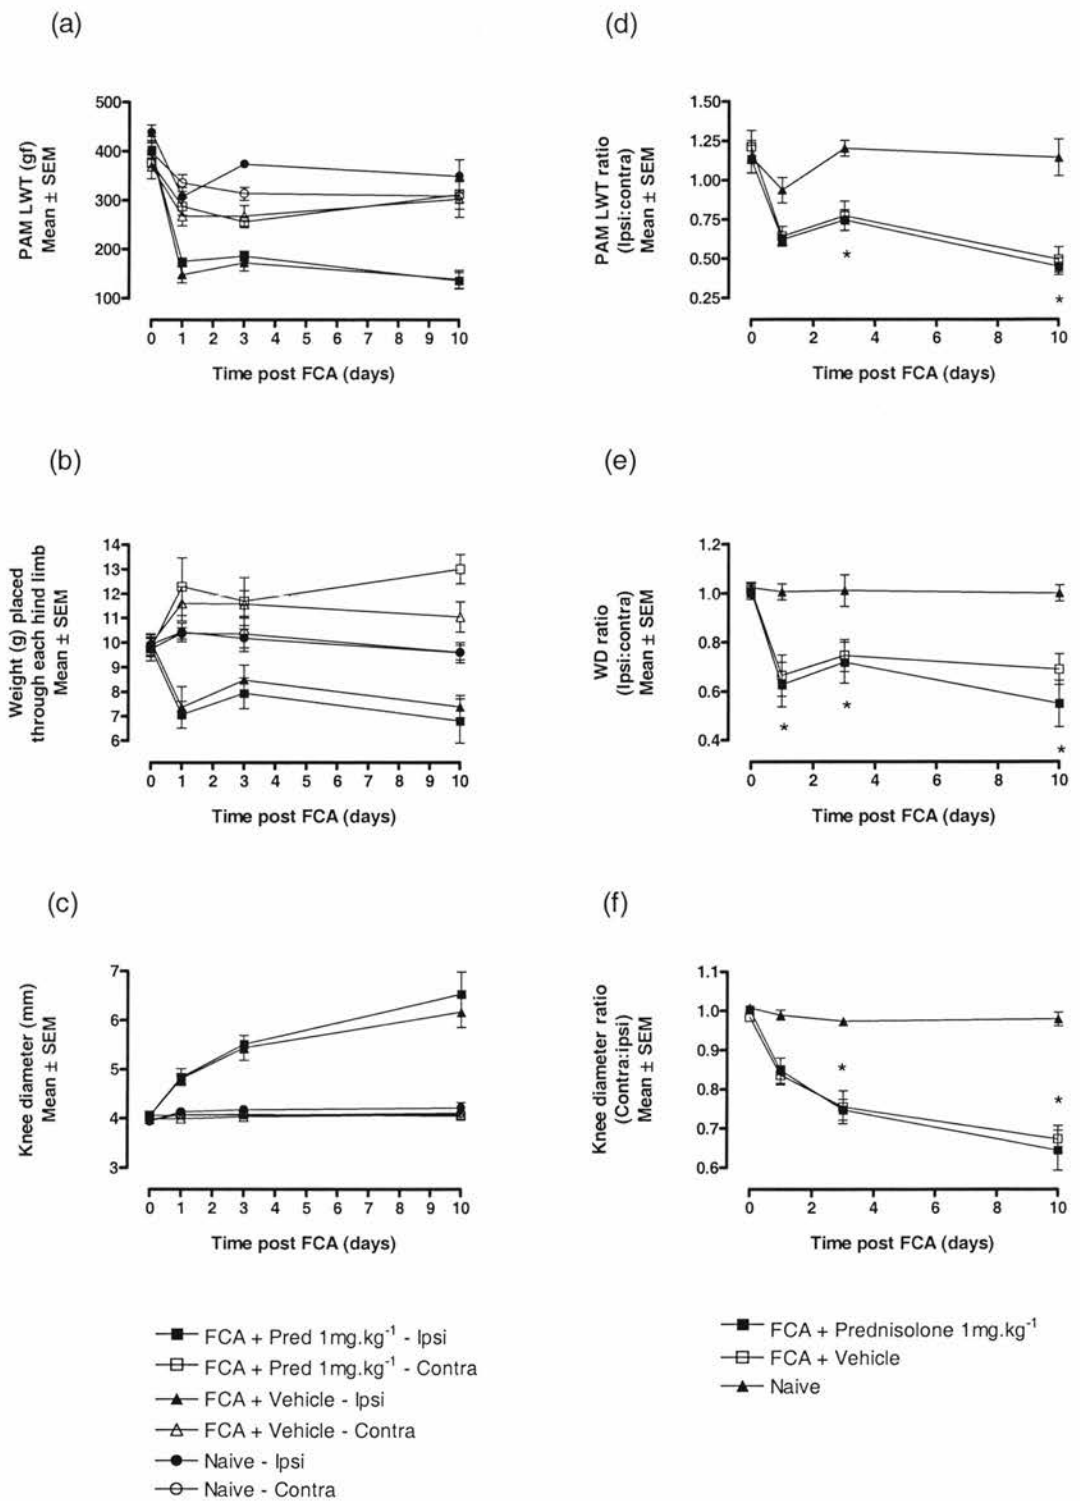 (a)
500
400
300
200
100
PAM LWT (gf)
Mean ± SEM
0 1 2 3 4 5 6 7 8 9 10
Time post FCA (days)
(d)
1.50
1.25
1.00
0.75
0.50
0.25
PAM LWT ratio
(Ipsi:contra)
Mean ± SEM
*
*
0 2 4 6 8 10
Time post FCA (days)
(b)
14
13
12
11
10
9
8
7
6
Weight (g) placed
through each hind limb
Mean ± SEM
0 1 2 3 4 5 6 7 8 9 10
Time post FCA (days)
(e)
1.2
1.0
0.8
0.6
0.4
WD ratio
(Ipsi:contra)
Mean ± SEM
*
*
*
0 2 4 6 8 10
Time post FCA (days)
(c)
7
6
5
4
3
Knee diameter (mm)
Mean ± SEM
0 1 2 3 4 5 6 7 8 9 10
Time post FCA (days)
(f)
1.1
1.0
0.9
0.8
0.7
0.6
Knee diameter ratio
(Contra:ipsi)
Mean ± SEM
*
*
0 2 4 6 8 10
Time post FCA (days)
FCA + Pred 1mg.kg⁻¹ - Ipsi
FCA + Pred 1mg.kg⁻¹ - Contra
FCA + Vehicle - Ipsi
FCA + Vehicle - Contra
Naive - Ipsi
Naive - Contra
FCA + Prednisolone 1mg.kg⁻¹
FCA + Vehicle
Naive